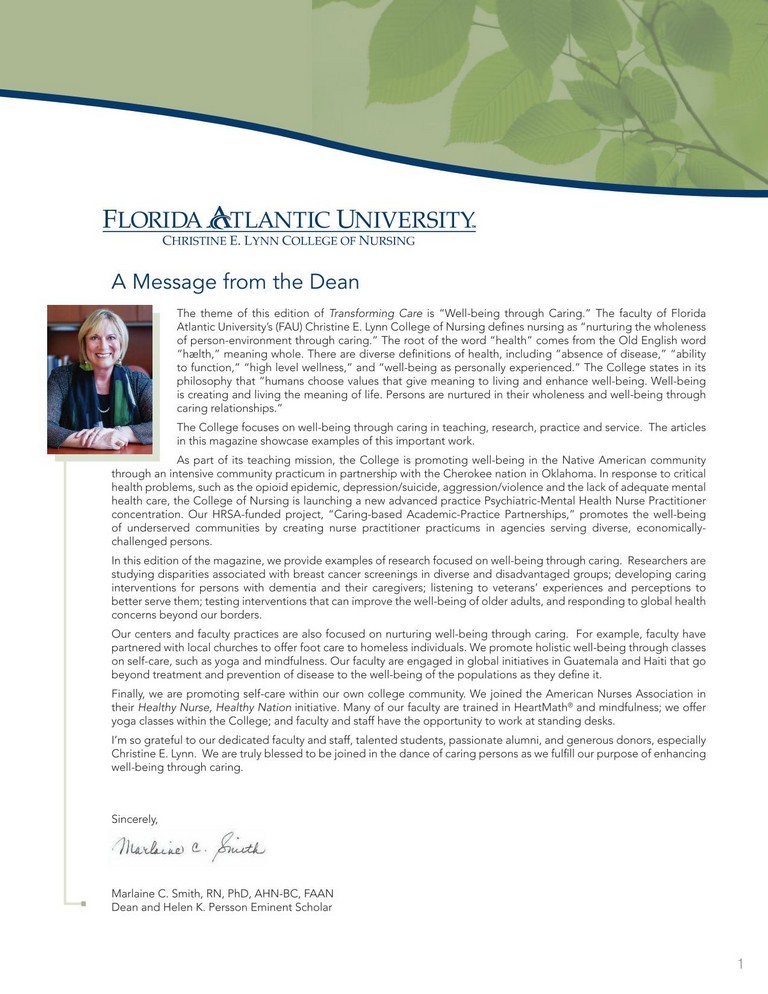 FLORIDA ATLANTIC UNIVERSITY™
CHRISTINE E. LYNN COLLEGE OF NURSING
A Message from the Dean
The theme of this edition of Transforming Care is “Well-being through Caring.” The faculty of Florida
Atlantic University’s (FAU) Christine E. Lynn College of Nursing defines nursing as “nurturing the wholeness
of person-environment through caring.” The root of the word “health” comes from the Old English word
“hælth,” meaning whole. There are diverse definitions of health, including “absence of disease,” “ability
to function,” “high level wellness,” and “well-being as personally experienced.” The College states in its
philosophy that “humans choose values that give meaning to living and enhance well-being. Well-being
is creating and living the meaning of life. Persons are nurtured in their wholeness and well-being through
caring relationships.”
The College focuses on well-being through caring in teaching, research, practice and service. The articles
in this magazine showcase examples of this important work.
As part of its teaching mission, the College is promoting well-being in the Native American community
through an intensive community practicum in partnership with the Cherokee nation in Oklahoma. In response to critical
health problems, such as the opioid epidemic, depression/suicide, aggression/violence and the lack of adequate mental
health care, the College of Nursing is launching a new advanced practice Psychiatric-Mental Health Nurse Practitioner
concentration. Our HRSA-funded project, “Caring-based Academic-Practice Partnerships,” promotes the well-being
of underserved communities by creating nurse practitioner practicums in agencies serving diverse, economically-
challenged persons.
In this edition of the magazine, we provide examples of research focused on well-being through caring. Researchers are
studying disparities associated with breast cancer screenings in diverse and disadvantaged groups; developing caring
interventions for persons with dementia and their caregivers; listening to veterans’ experiences and perceptions to
better serve them; testing interventions that can improve the well-being of older adults, and responding to global health
concerns beyond our borders.
Our centers and faculty practices are also focused on nurturing well-being through caring. For example, faculty have
partnered with local churches to offer foot care to homeless individuals. We promote holistic well-being through classes
on self-care, such as yoga and mindfulness. Our faculty are engaged in global initiatives in Guatemala and Haiti that go
beyond treatment and prevention of disease to the well-being of the populations as they define it.
Finally, we are promoting self-care within our own college community. We joined the American Nurses Association in
their Healthy Nurse, Healthy Nation initiative. Many of our faculty are trained in HeartMath® and mindfulness; we offer
yoga classes within the College; and faculty and staff have the opportunity to work at standing desks.
I’m so grateful to our dedicated faculty and staff, talented students, passionate alumni, and generous donors, especially
Christine E. Lynn. We are truly blessed to be joined in the dance of caring persons as we fulfill our purpose of enhancing
well-being through caring.
Sincerely,
Marlaine C. Smith
Marlaine C. Smith, RN, PhD, AHN-BC, FAAN
Dean and Helen K. Persson Eminent Scholar
1